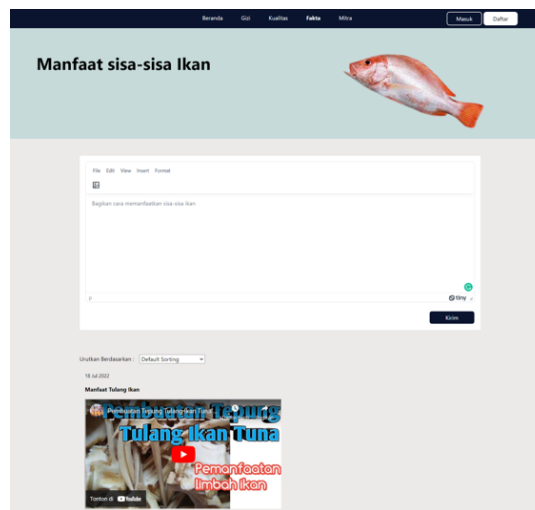 Beranda Gizi Kualitas Fakta Mitra Masuk Daftar
Manfaat sisa-sisa Ikan
File Edit View Insert Format
Bagikan cara memanfaatkan sisa-sisa ikan
p
tiny
Kirim
Urutkan Berdasarkan : Default Sorting
18 Jul 2022
Manfaat Tulang Ikan
Pembuatan Tepung Tulang Ikan Tuna
Pembuatan Tepung
Tulang Ikan Tuna
Pemanfaatan
limbah ikan
Tonton di YouTube